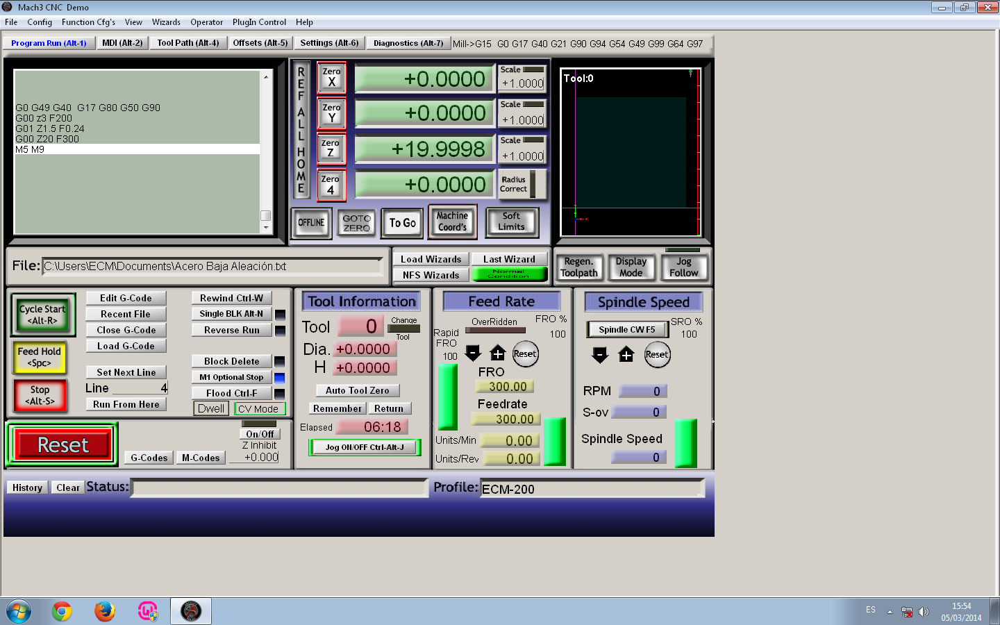 Mach3 CNC  Demo
File Config Function Cfg's View Wizards Operator PlugIn Control Help
Program Run (Alt-1) MDI (Alt-2) Tool Path (Alt-4) Offsets (Alt-5) Settings (Alt-6) Diagnostics (Alt-7) Mill->G15  G0 G17 G40 G21 G90 G94 G54 G49 G99 G64 G97
G0 G49 G40  G17 G80 G50 G90
G00 z3 F200
G01 Z1.5 F0.24
G00 Z20 F300
M5 M9
REF ALL HOME
Zero X +0.0000 Scale +1.0000
Zero Y +0.0000 Scale +1.0000
Zero Z +19.9998 Scale +1.0000
Zero 4 +0.0000 Radius Correct
OFFLINE GOTO ZERO To Go Machine Coord's Soft Limits
Tool:0
File: C:\Users\ECM\Documents\Acero Baja Aleación.txt
Load Wizards Last Wizard
NFS Wizards Normal Condition
Regen. Toolpath Display Mode Jog Follow
Cycle Start <Alt-R>
Feed Hold <Spc>
Stop <Alt-S>
Edit G-Code
Recent File
Close G-Code
Load G-Code
Set Next Line
Line 4
Run From Here
Rewind Ctrl-W
Single BLK Alt-N
Reverse Run
Block Delete
M1 Optional Stop
Flood Ctrl-F
Dwell CV Mode
Reset
G-Codes M-Codes
On/Off
Z Inhibit
+0.000
Tool Information
Tool 0 Change Tool
Dia. +0.0000
H +0.0000
Auto Tool Zero
Remember Return
Elapsed 06:18
Jog ON/OFF Ctrl-Alt-J
Feed Rate
OverRidden FRO %
100
Rapid FRO
100
Reset
FRO
300.00
Feedrate
300.00
Units/Min 0.00
Units/Rev 0.00
Spindle Speed
Spindle CW F5 SRO %
100
Reset
RPM 0
S-ov 0
Spindle Speed
0
History Clear Status: Profile: ECM-200
ES
15:54
05/03/2014